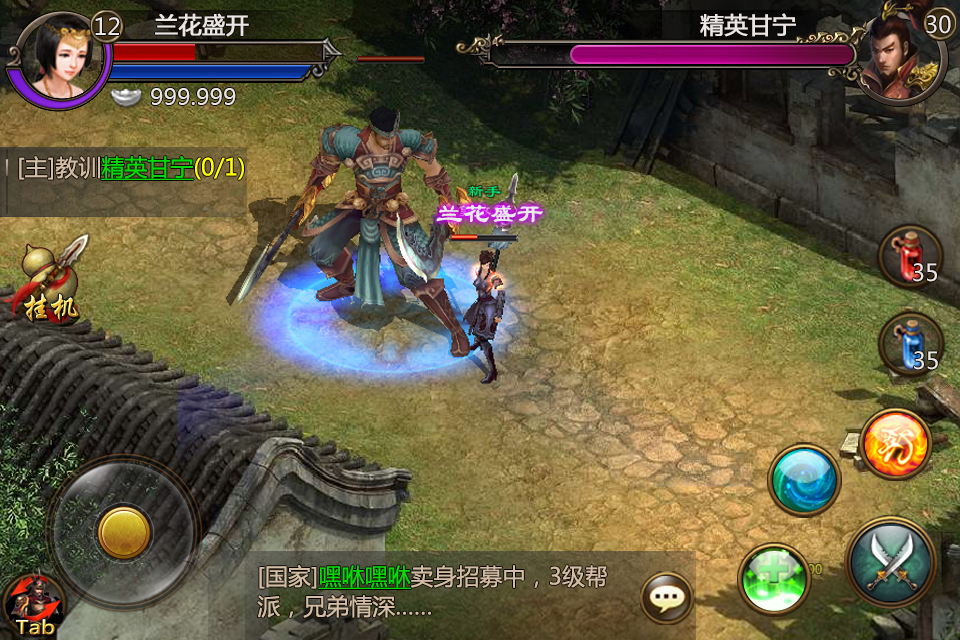 12 兰花盛开
精英甘宁 30
999.999
[主]教训精英甘宁(0/1)
新手
兰花盛开
挂机
35
35
00
[国家]嘿咻嘿咻卖身招募中，3级帮
派，兄弟情深......
Tab